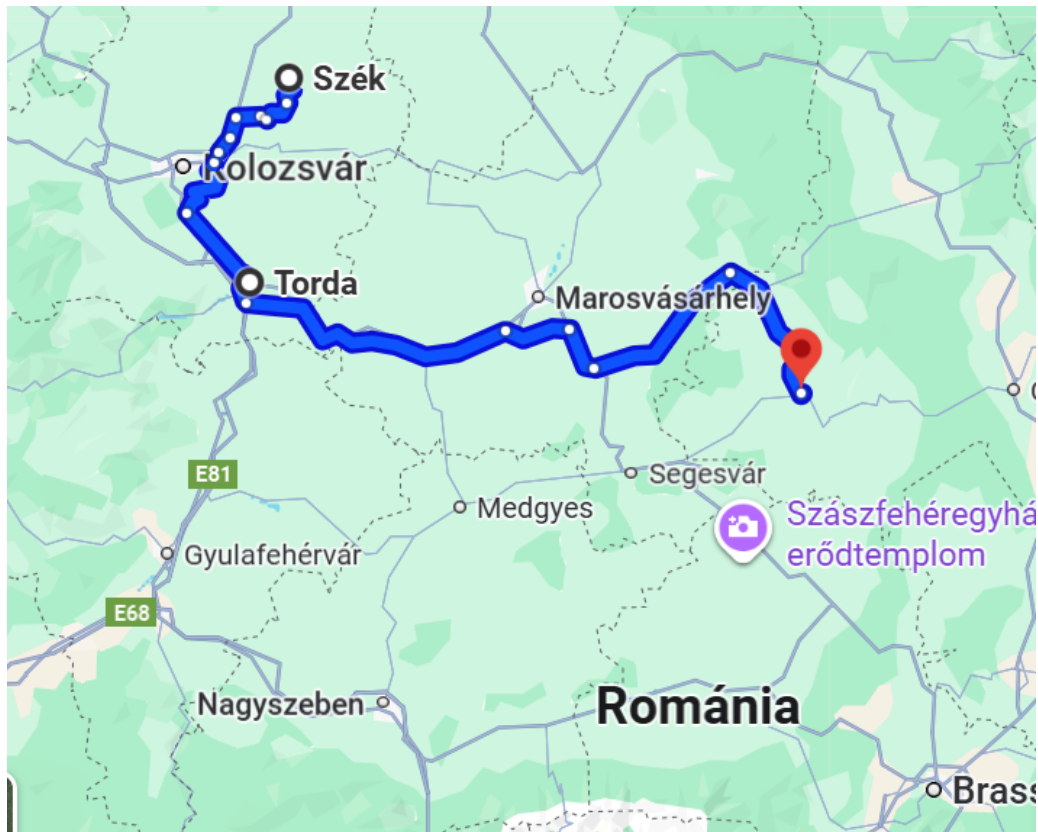 Szék
Kolozsvár
Torda
Marosvásárhely
E81
Segesvár
Medgyes
Szászfehéregyhá
erődtemplom
Gyulafehérvár
E68
Nagyszeben
Románia
Brass